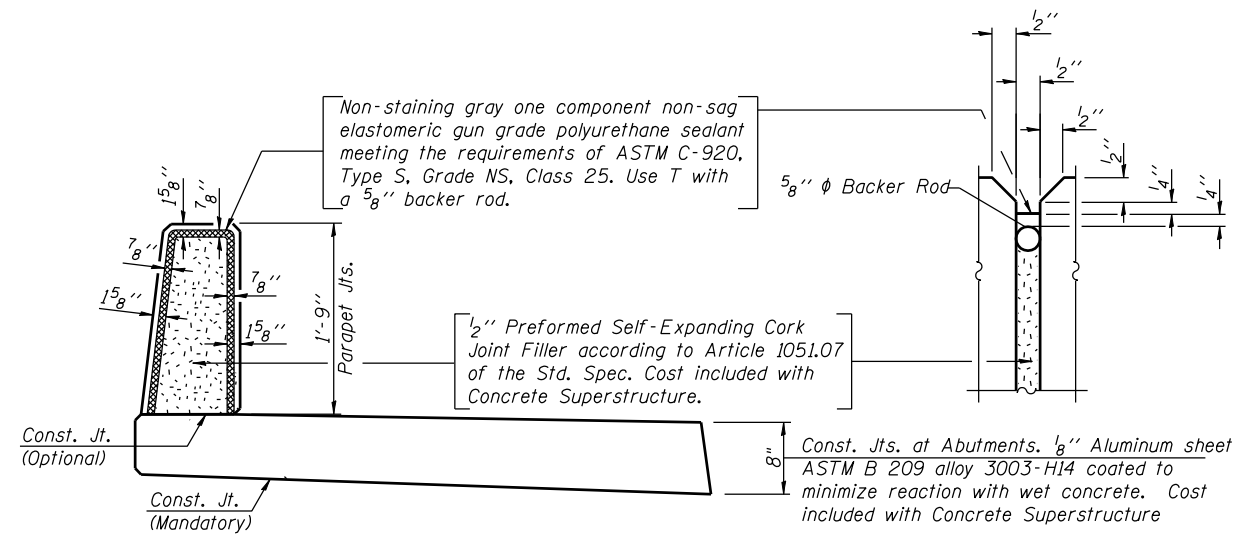 Non-staining gray one component non-sag
elastomeric gun grade polyurethane sealant
meeting the requirements of ASTM C-920,
Type S, Grade NS, Class 25. Use T with
a 5/8'' backer rod.
1/2''
1/2''
1/2''
1/2''
1/4''
1/4''
5/8'' ϕ Backer Rod
1 5/8''
7/8''
7/8''
1 5/8''
7/8''
1 5/8''
1'-9''
Parapet Jts.
1/2'' Preformed Self-Expanding Cork
Joint Filler according to Article 1051.07
of the Std. Spec. Cost included with
Concrete Superstructure.
Const. Jt.
(Optional)
Const. Jt.
(Mandatory)
8"
Const. Jts. at Abutments. 1/8'' Aluminum sheet
ASTM B 209 alloy 3003-H14 coated to
minimize reaction with wet concrete. Cost
included with Concrete Superstructure